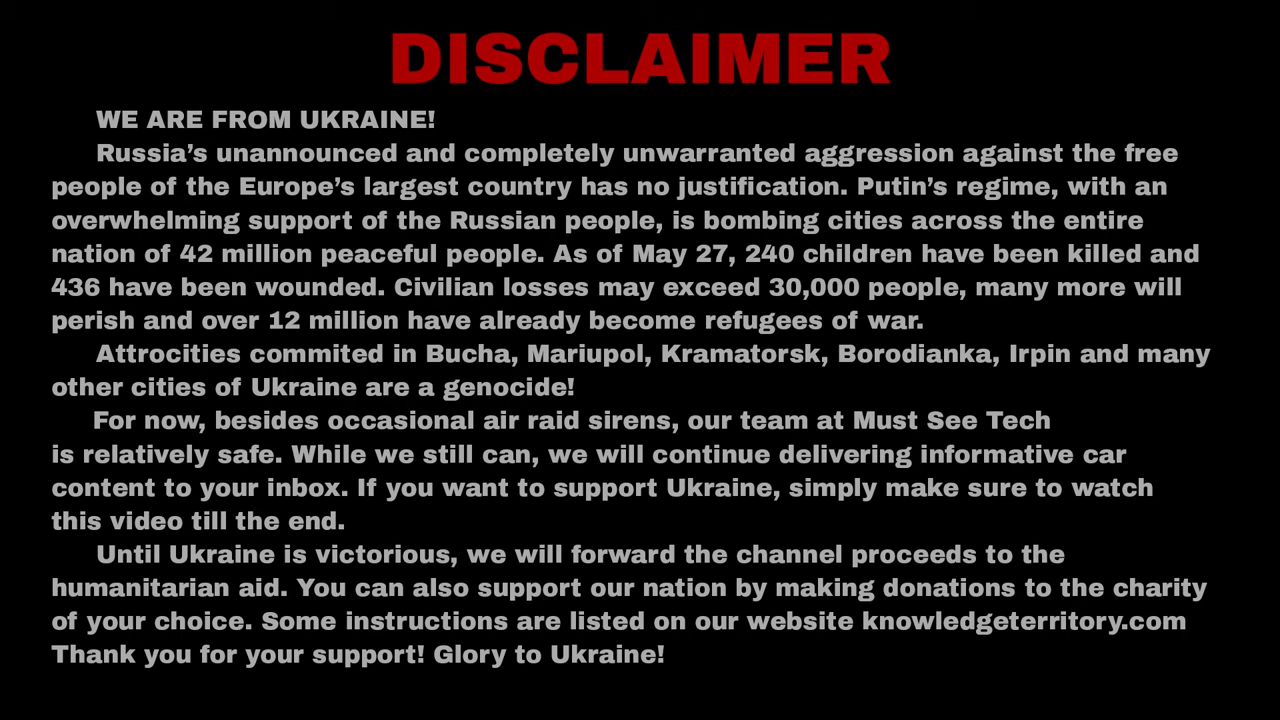 DISCLAIMER
WE ARE FROM UKRAINE!
Russia’s unannounced and completely unwarranted aggression against the free
people of the Europe’s largest country has no justification. Putin’s regime, with an
overwhelming support of the Russian people, is bombing cities across the entire
nation of 42 million peaceful people. As of May 27, 240 children have been killed and
436 have been wounded. Civilian losses may exceed 30,000 people, many more will
perish and over 12 million have already become refugees of war.
Attrocities commited in Bucha, Mariupol, Kramatorsk, Borodianka, Irpin and many
other cities of Ukraine are a genocide!
For now, besides occasional air raid sirens, our team at Must See Tech
is relatively safe. While we still can, we will continue delivering informative car
content to your inbox. If you want to support Ukraine, simply make sure to watch
this video till the end.
Until Ukraine is victorious, we will forward the channel proceeds to the
humanitarian aid. You can also support our nation by making donations to the charity
of your choice. Some instructions are listed on our website knowledgeterritory.com
Thank you for your support! Glory to Ukraine!